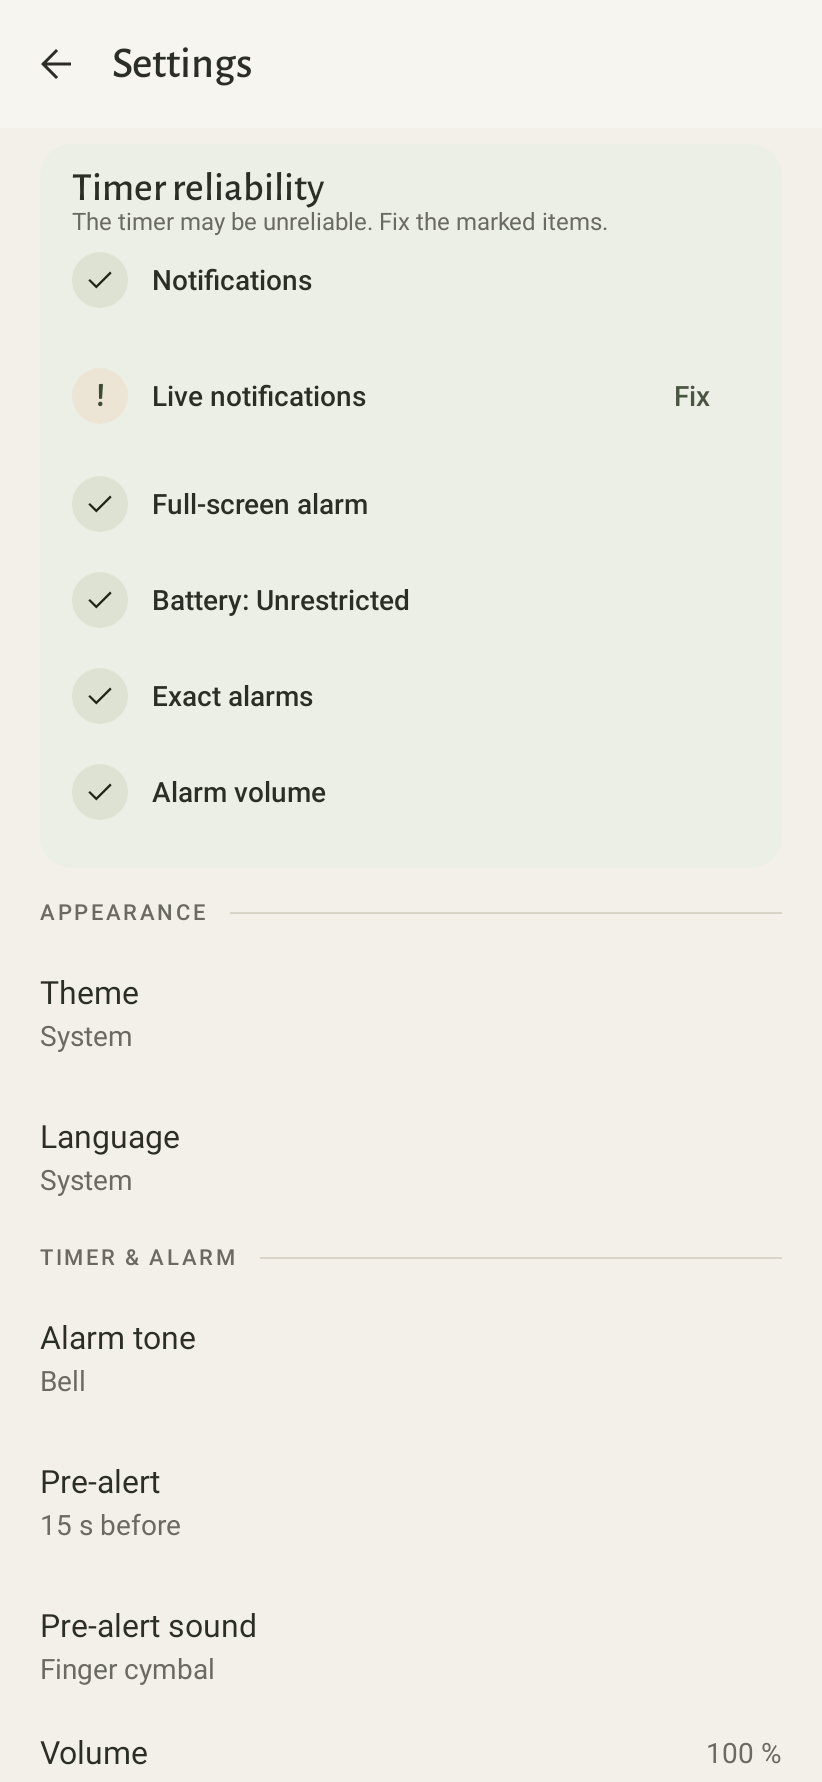 Settings
Timer reliability
The timer may be unreliable. Fix the marked items.
Notifications
! Live notifications Fix
Full-screen alarm
Battery: Unrestricted
Exact alarms
Alarm volume
APPEARANCE
Theme
System
Language
System
TIMER & ALARM
Alarm tone
Bell
Pre-alert
15 s before
Pre-alert sound
Finger cymbal
Volume 100 %